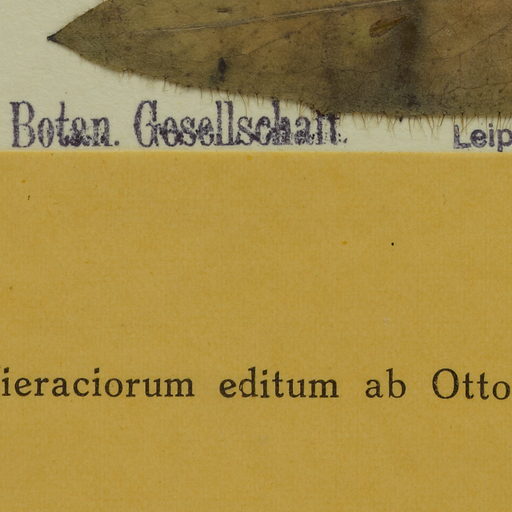 Botan. Gesellschaft. Leip
ieraciorum editum ab Otto